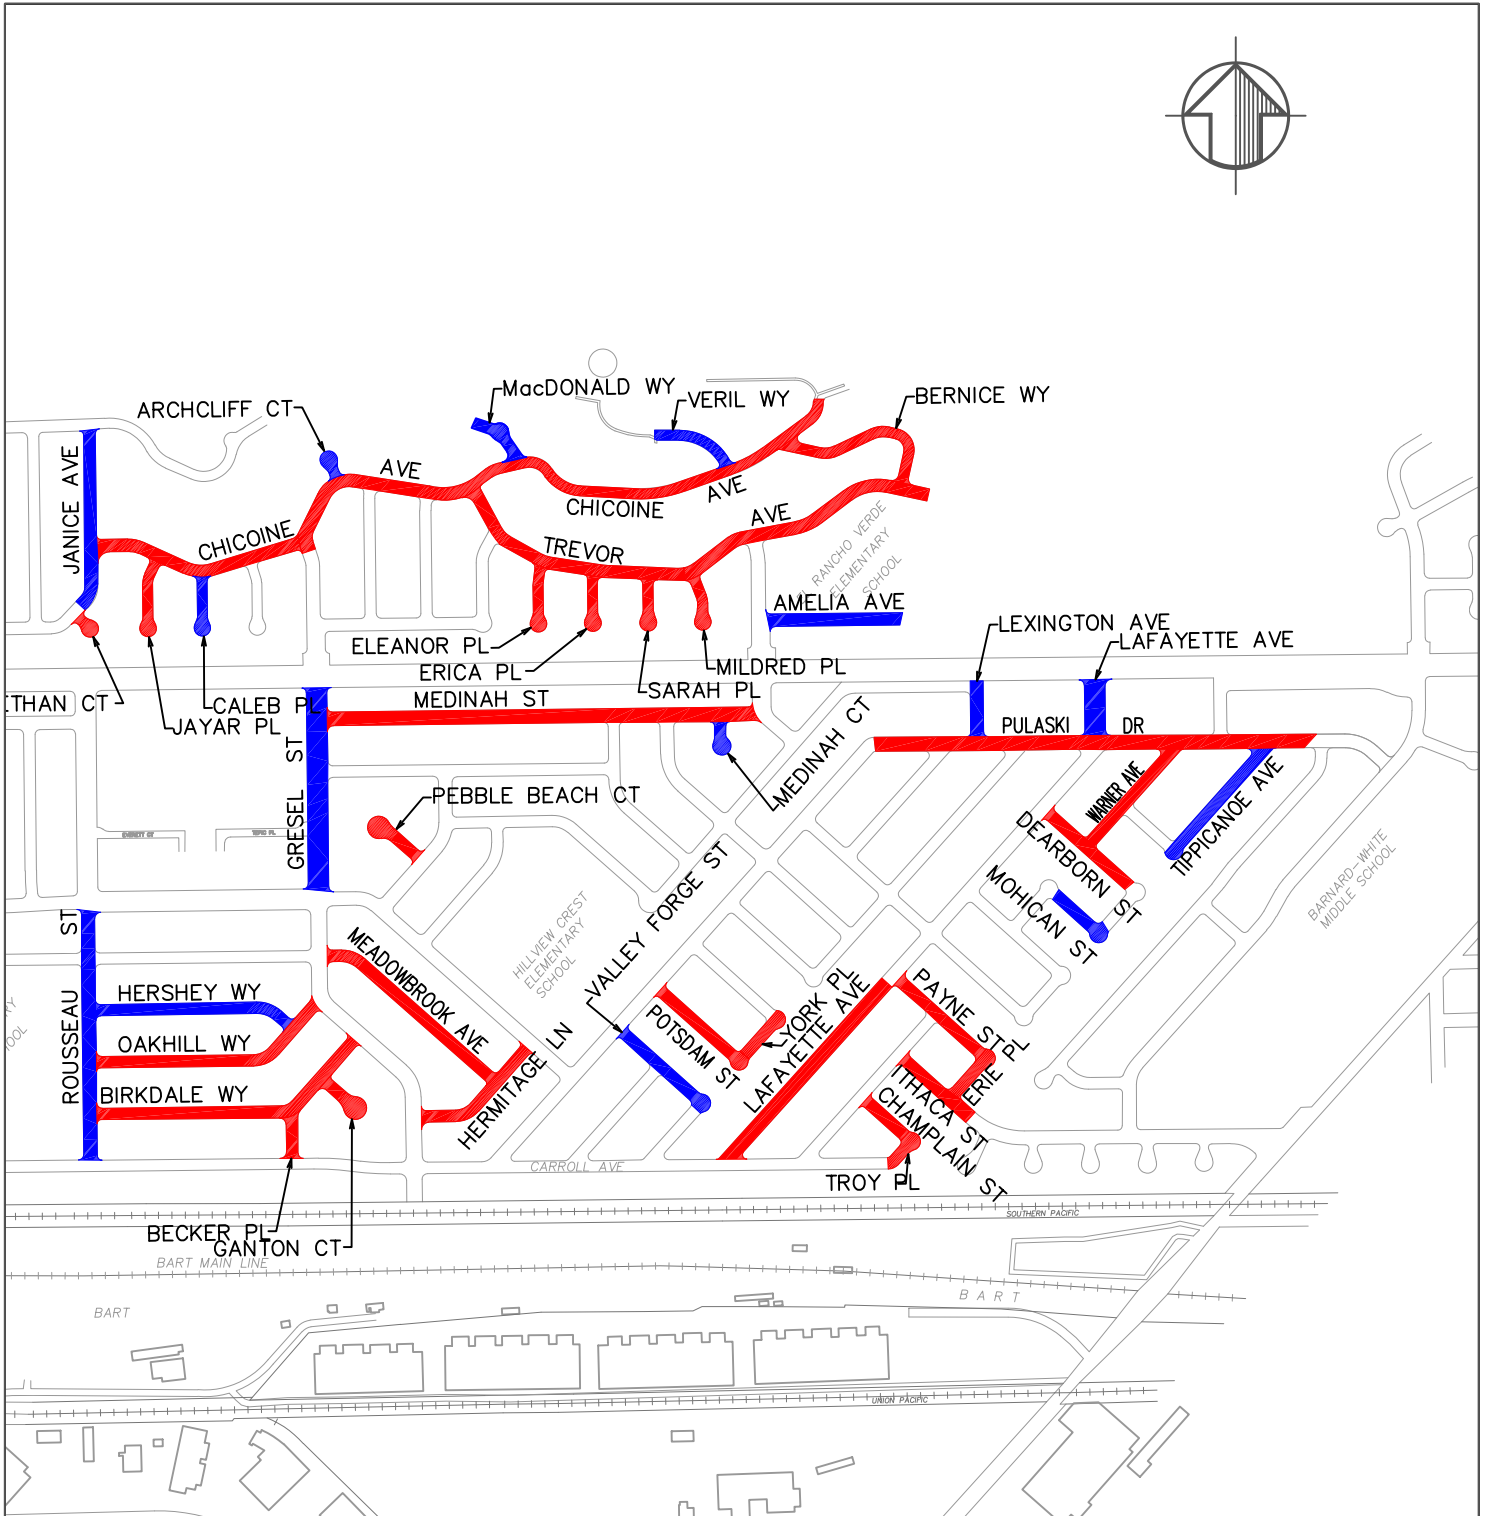 MacDONALD WY
VERIL WY
BERNICE WY
ARCHCLIFF CT
JANICE AVE
AVE
CHICOINE
AVE
CHICOINE
AVE
TREVOR
RANCHO VERDE
ELEMENTARY
SCHOOL
AMELIA AVE
LEXINGTON AVE
LAFAYETTE AVE
ELEANOR PL
ERICA PL
MILDRED PL
SARAH PL
THAN CT
CALEB PL
JAYAR PL
MEDINAH ST
MEDINAH CT
PULASKI DR
GRESEL ST
PEBBLE BEACH CT
WARNER AVE
TIPPICANOE AVE
DEARBORN ST
MOHICAN ST
BARNARD-WHITE
MIDDLE SCHOOL
EVERETT CT
TEPIC PL
VALLEY FORGE ST
HILLVIEW CREST
ELEMENTARY
SCHOOL
ROUSSEAU ST
HERSHEY WY
OAKHILL WY
BIRKDALE WY
MEADOWBROOK AVE
HERMITAGE LN
POTSDAM ST
YORK PL
LAFAYETTE AVE
PAYNE ST
ERIE PL
ITHACA ST
CHAMPLAIN ST
TROY PL
CARROLL AVE
BECKER PL
GANTON CT
SOUTHERN PACIFIC
BART MAIN LINE
BART
BART
UNION PACIFIC